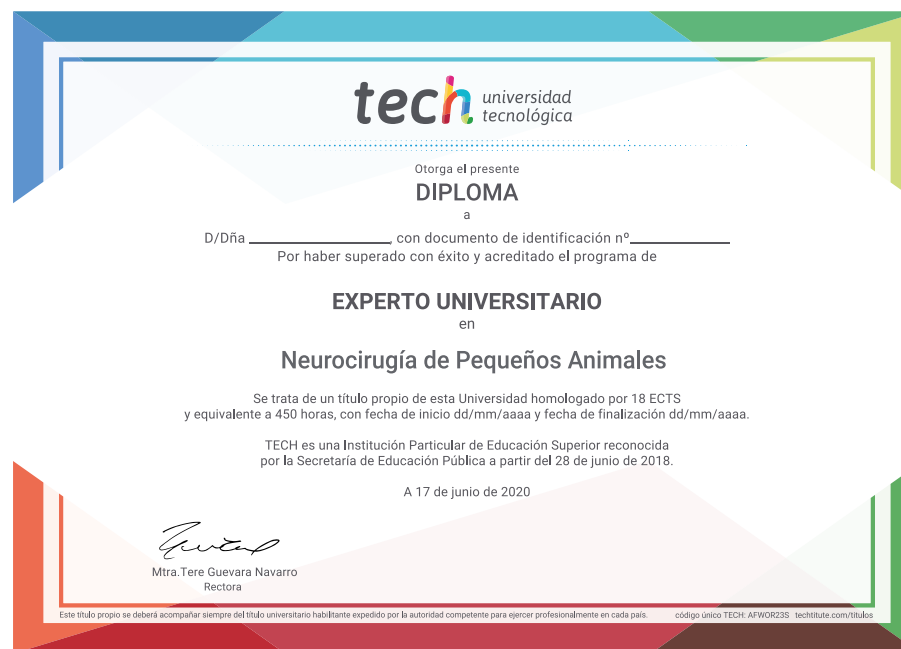 tech universidad
tecnológica
Otorga el presente
DIPLOMA
a
D/Dña ____________________, con documento de identificación nº______________
Por haber superado con éxito y acreditado el programa de
EXPERTO UNIVERSITARIO
en
Neurocirugía de Pequeños Animales
Se trata de un título propio de esta Universidad homologado por 18 ECTS
y equivalente a 450 horas, con fecha de inicio dd/mm/aaaa y fecha de finalización dd/mm/aaaa.
TECH es una Institución Particular de Educación Superior reconocida
por la Secretaría de Educación Pública a partir del 28 de junio de 2018.
A 17 de junio de 2020
Mtra.Tere Guevara Navarro
Rectora
Este título propio se deberá acompañar siempre del título universitario habilitante expedido por la autoridad competente para ejercer profesionalmente en cada país. código único TECH: AFWOR23S techtitute.com/titulos